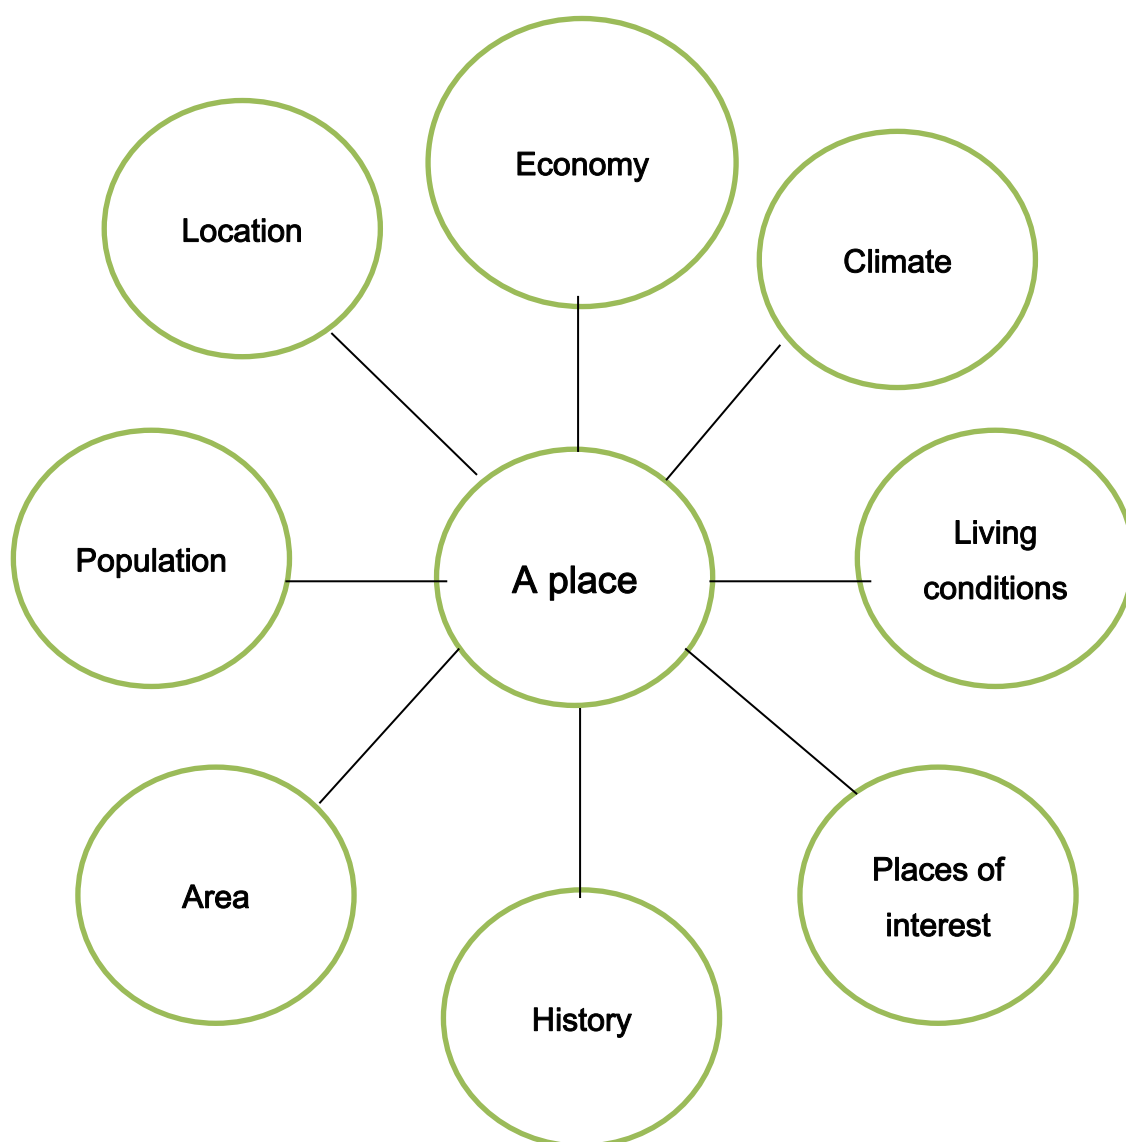 Economy
Location
Climate
Living
conditions
Population
A place
Places of
interest
Area
History